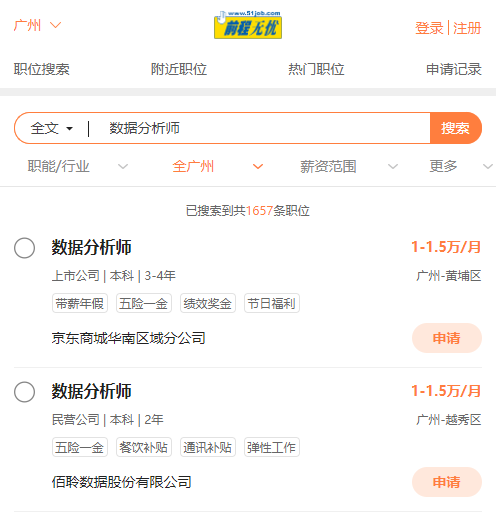 广州
www.51job.com
前程无忧
登录|注册
职位搜索 附近职位 热门职位 申请记录
全文 数据分析师 搜索
职能/行业 全广州 薪资范围 更多
已搜索到共1657条职位
数据分析师 1-1.5万/月
上市公司 | 本科 | 3-4年 广州-黄埔区
带薪年假 五险一金 绩效奖金 节日福利
京东商城华南区域分公司 申请
数据分析师 1-1.5万/月
民营公司 | 本科 | 2年 广州-越秀区
五险一金 餐饮补贴 通讯补贴 弹性工作
佰聆数据股份有限公司 申请